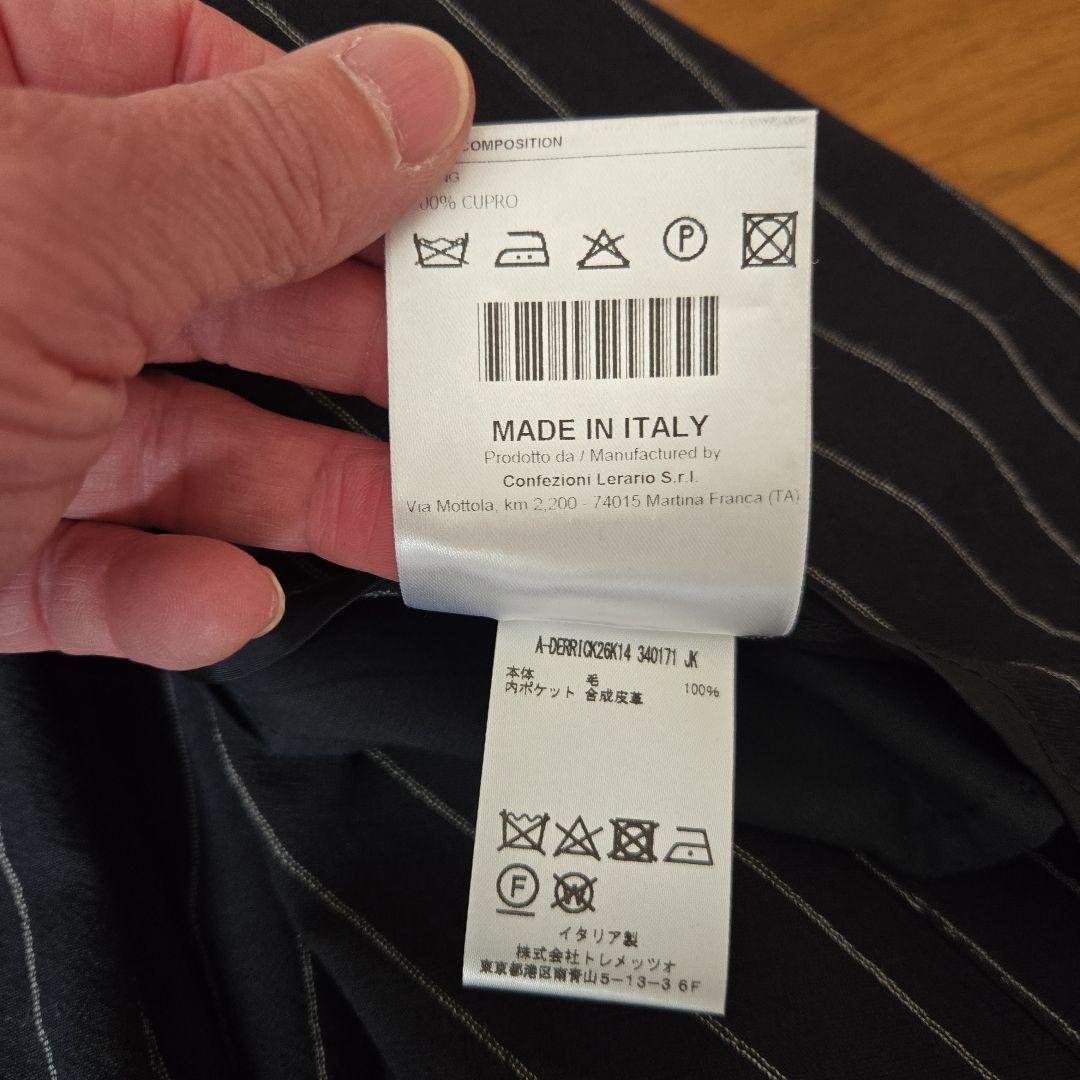 COMPOSITION
00% CUPRO
P
MADE IN ITALY
Prodotto da / Manufactured by
Confezioni Lerario S.r.l.
Via Mottola, km 2,200 - 74015 Martina Franca (TA)
A-DERRICK26K14 340171 JK
本体 毛 100%
内ポケット 合成皮革
F W
イタリア製
株式会社トレメッツォ
東京都港区南青山5-13-3 6F